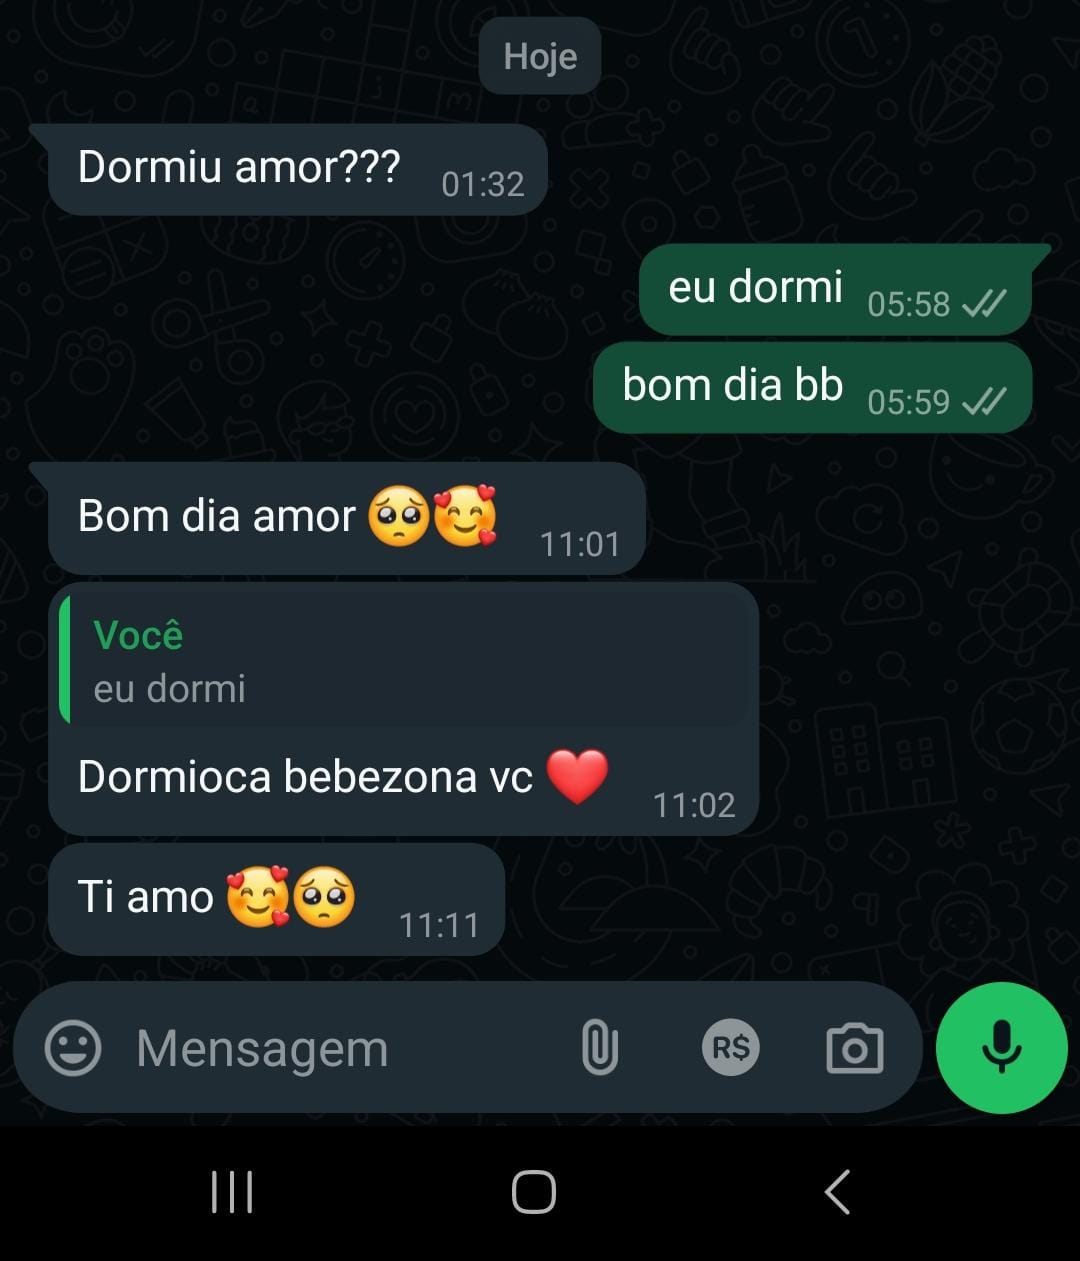 Hoje
Dormiu amor??? 01:32
eu dormi 05:58
bom dia bb 05:59
Bom dia amor 🥺🥰 11:01
Você
eu dormi
Dormioca bebezona vc ❤️ 11:02
Ti amo 🥰🥺 11:11
Mensagem R$